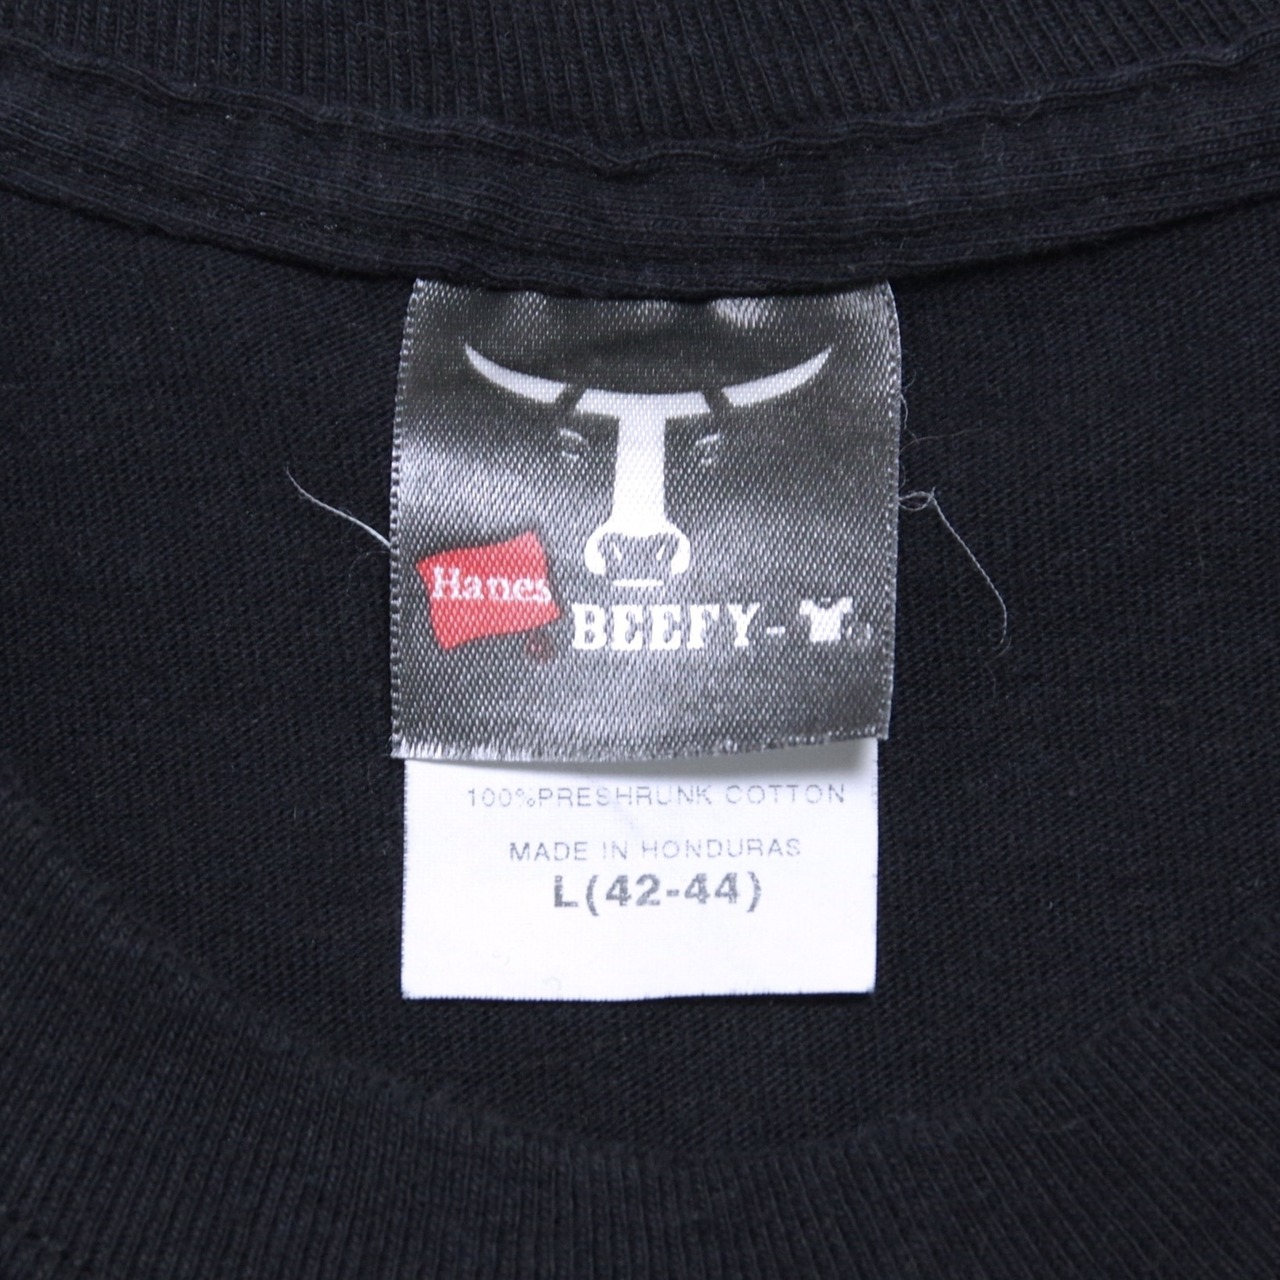 Hanes®
BEEFY-
100%PRESHRUNK COTTON
MADE IN HONDURAS
L(42-44)